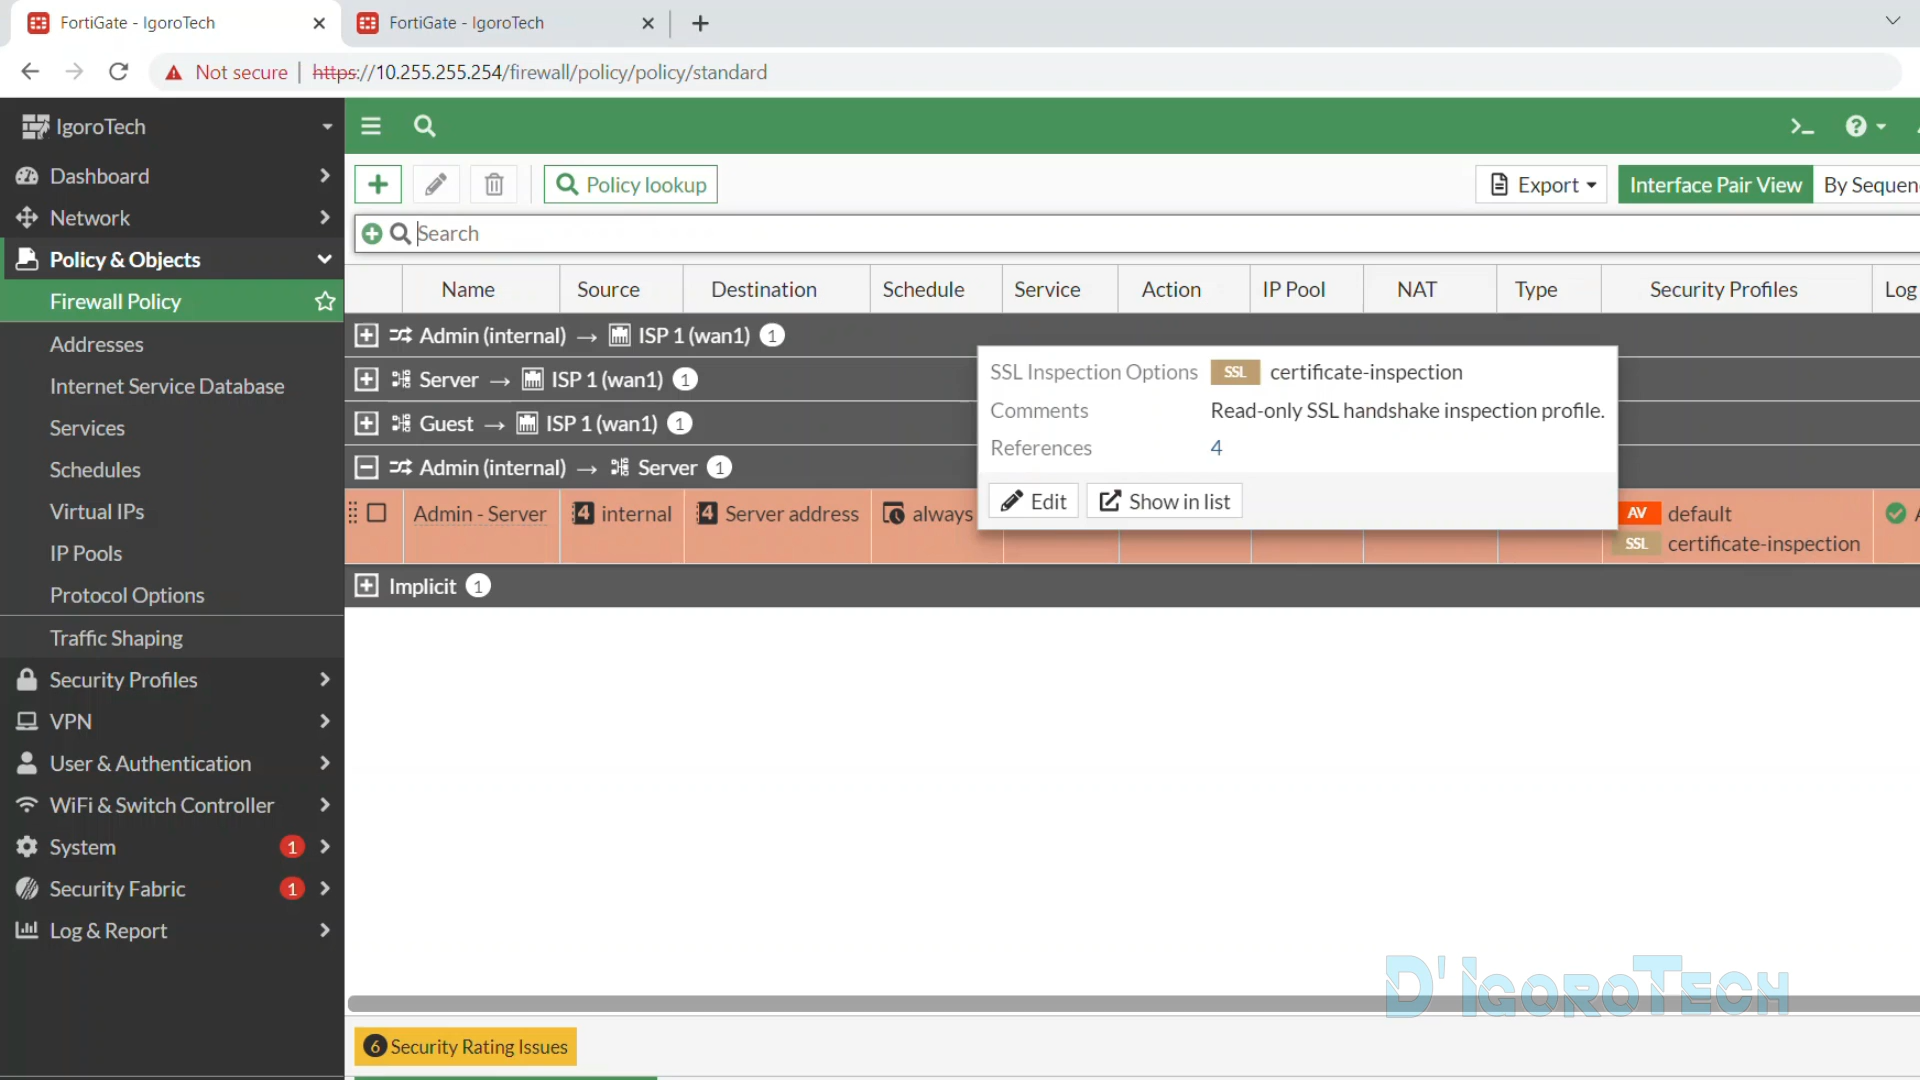 FortiGate - IgoroTech
FortiGate - IgoroTech
Not secure | https://10.255.255.254/firewall/policy/policy/standard
IgoroTech
Dashboard
Network
Policy & Objects
Firewall Policy
Addresses
Internet Service Database
Services
Schedules
Virtual IPs
IP Pools
Protocol Options
Traffic Shaping
Security Profiles
VPN
User & Authentication
WiFi & Switch Controller
System 1
Security Fabric 1
Log & Report
Policy lookup
Export
Interface Pair View
By Sequen
Search
Name Source Destination Schedule Service Action IP Pool NAT Type Security Profiles Log
Admin (internal) → ISP 1 (wan1) 1
Server → ISP 1 (wan1) 1
Guest → ISP 1 (wan1) 1
Admin (internal) → Server 1
Admin - Server 4 internal 4 Server address always AV default
SSL certificate-inspection
Implicit 1
SSL Inspection Options SSL certificate-inspection
Comments Read-only SSL handshake inspection profile.
References 4
Edit Show in list
D'IgoroTech
6 Security Rating Issues